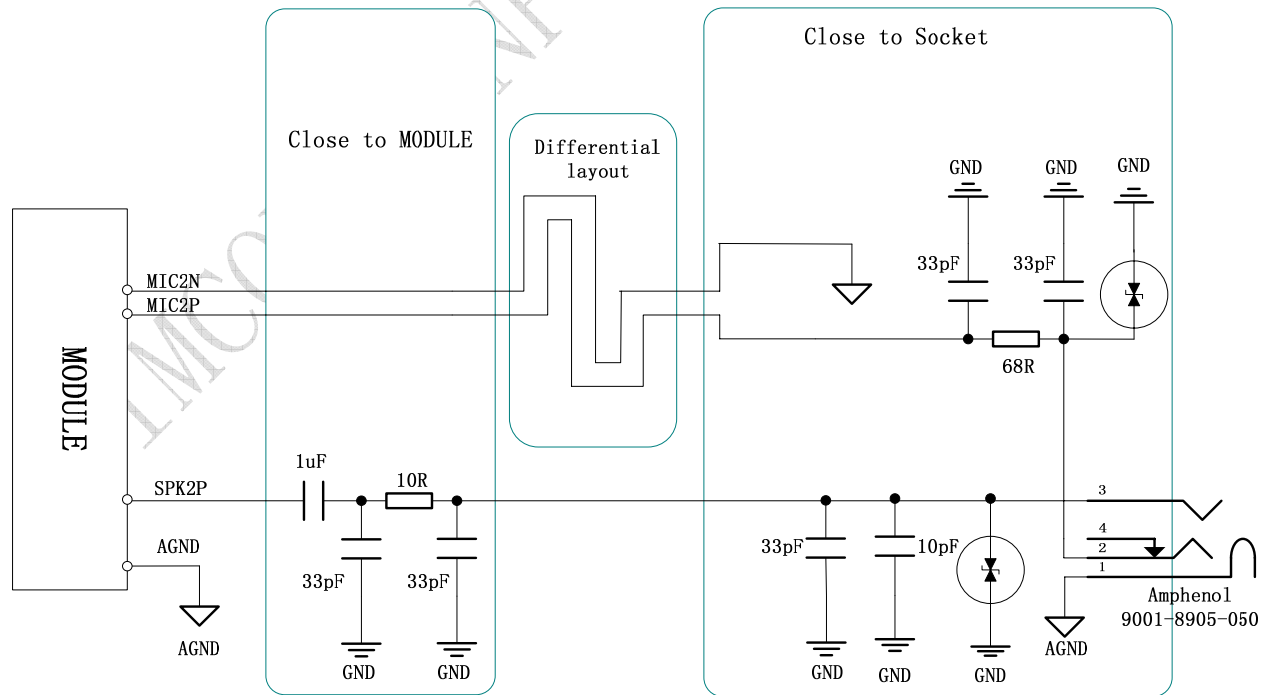 Close to Socket
Close to MODULE
Differential
layout
GND
GND
GND
33pF
33pF
68R
MIC2N
MIC2P
MODULE
SPK2P
AGND
AGND
1uF
10R
33pF
33pF
GND
GND
33pF
10pF
GND
GND
GND
3
4
2
1
AGND
Amphenol
9001-8905-050